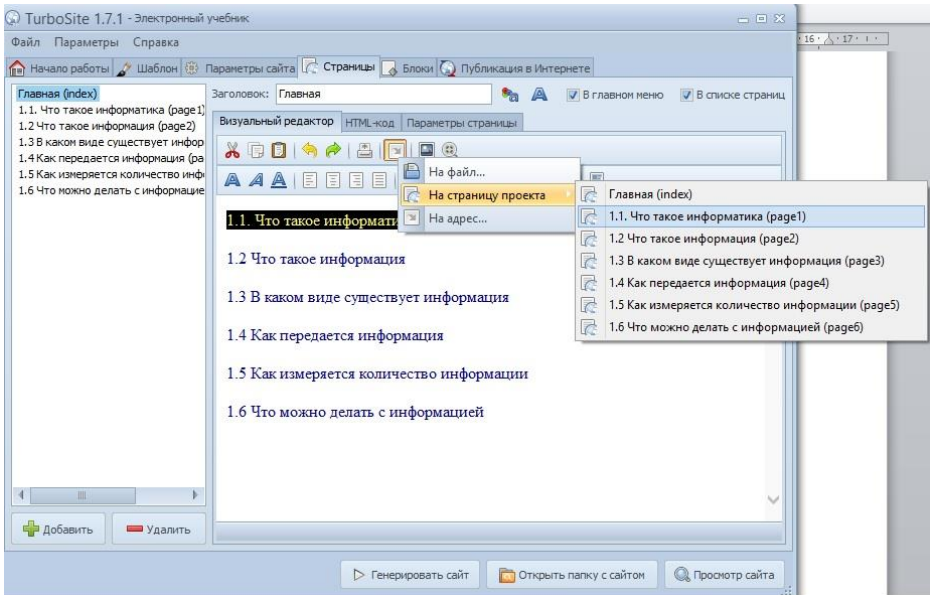 TurboSite 1.7.1 - Электронный учебник
Файл Параметры Справка
16 · 17
Начало работы Шаблон Параметры сайта Страницы Блоки Публикация в Интернете
Главная (index)
1.1. Что такое информатика (page1)
1.2 Что такое информация (page2)
1.3 В каком виде существует инфор
1.4 Как передается информация (pa
1.5 Как измеряется количество инфо
1.6 Что можно делать с информацие
Заголовок: Главная
В главном меню В списке страниц
Визуальный редактор HTML-код Параметры страницы
На файл...
На страницу проекта
На адрес...
Главная (index)
1.1. Что такое информатика (page1)
1.2 Что такое информация (page2)
1.3 В каком виде существует информация (page3)
1.4 Как передается информация (page4)
1.5 Как измеряется количество информации (page5)
1.6 Что можно делать с информацией (page6)
1.1. Что такое информати
1.2 Что такое информация
1.3 В каком виде существует информация
1.4 Как передается информация
1.5 Как измеряется количество информации
1.6 Что можно делать с информацией
Добавить Удалить
Генерировать сайт Открыть папку с сайтом Просмотр сайта